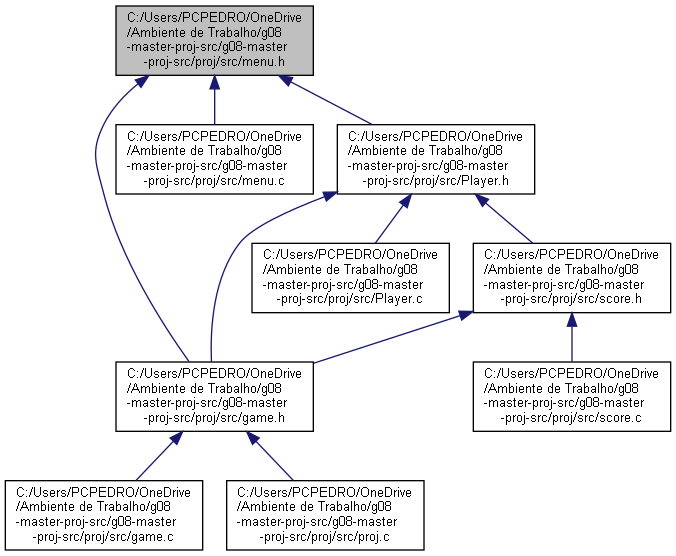 C:/Users/PCPEDRO/OneDrive
/Ambiente de Trabalho/g08
-master-proj-src/g08-master
-proj-src/proj/src/menu.h
C:/Users/PCPEDRO/OneDrive
/Ambiente de Trabalho/g08
-master-proj-src/g08-master
-proj-src/proj/src/menu.c
C:/Users/PCPEDRO/OneDrive
/Ambiente de Trabalho/g08
-master-proj-src/g08-master
-proj-src/proj/src/Player.h
C:/Users/PCPEDRO/OneDrive
/Ambiente de Trabalho/g08
-master-proj-src/g08-master
-proj-src/proj/src/Player.c
C:/Users/PCPEDRO/OneDrive
/Ambiente de Trabalho/g08
-master-proj-src/g08-master
-proj-src/proj/src/score.h
C:/Users/PCPEDRO/OneDrive
/Ambiente de Trabalho/g08
-master-proj-src/g08-master
-proj-src/proj/src/game.h
C:/Users/PCPEDRO/OneDrive
/Ambiente de Trabalho/g08
-master-proj-src/g08-master
-proj-src/proj/src/score.c
C:/Users/PCPEDRO/OneDrive
/Ambiente de Trabalho/g08
-master-proj-src/g08-master
-proj-src/proj/src/game.c
C:/Users/PCPEDRO/OneDrive
/Ambiente de Trabalho/g08
-master-proj-src/g08-master
-proj-src/proj/src/proj.c